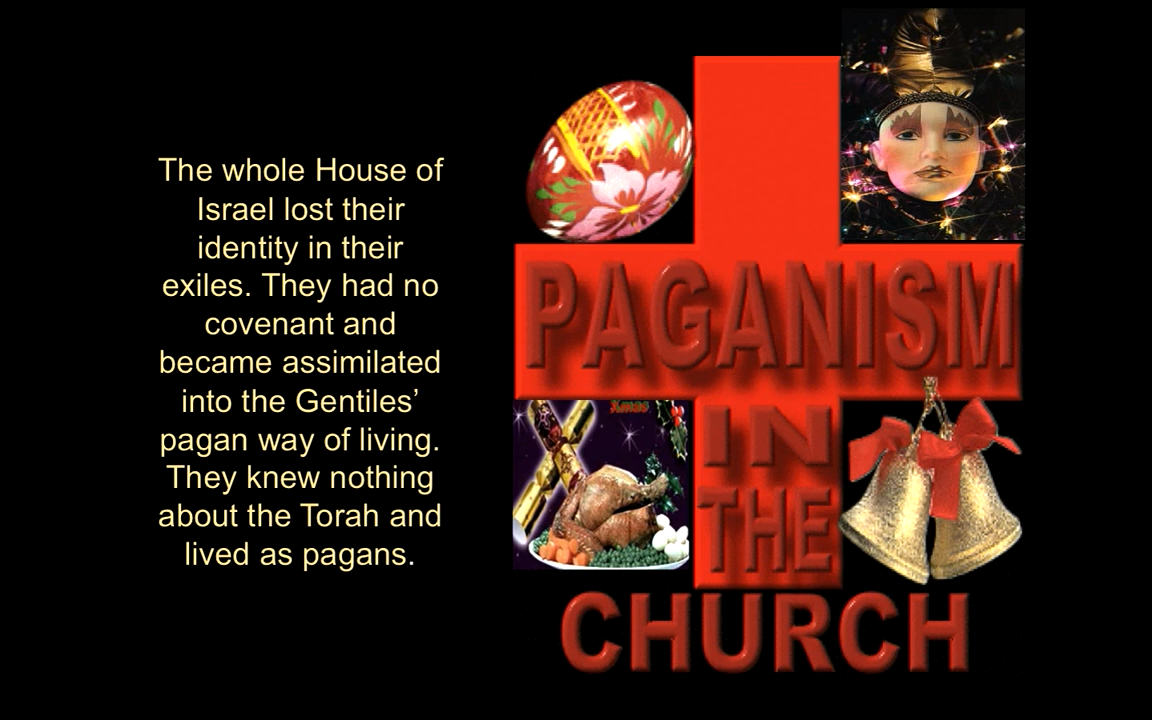 The whole House of
Israel lost their
identity in their
exiles. They had no
covenant and
became assimilated
into the Gentiles’
pagan way of living.
They knew nothing
about the Torah and
lived as pagans.
PAGANISM
Xmas
IN
THE
CHURCH